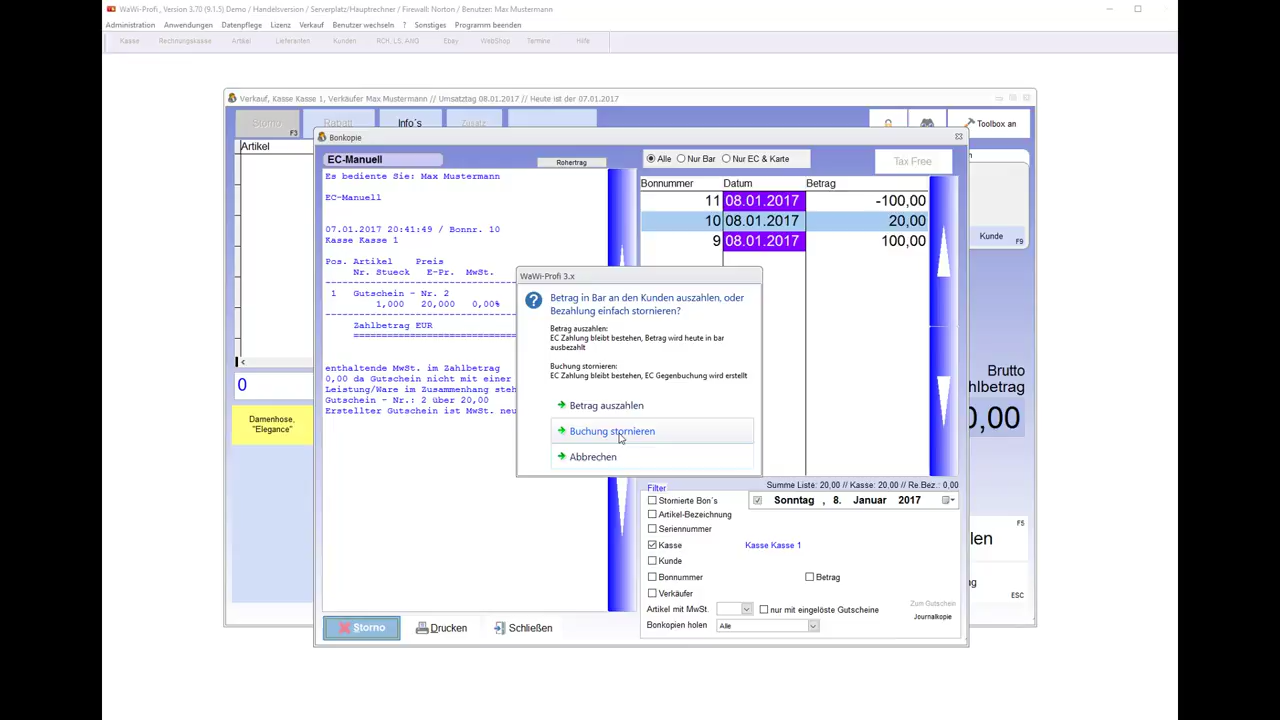 WaWi-Profi , Version 3.70 (9.1.5) Demo / Handelsversion / Serverplatz/Hauptrechner / Firewall: Norton / Benutzer: Max Mustermann
Administration Anwendungen Datenpflege Lizenz Verkauf Benutzer wechseln ? Sonstiges Programm beenden
Kasse Rechnungskasse Artikel Lieferanten Kunden RCH, LS, ANG Ebay WebShop Termine Hilfe
Verkauf, Kasse Kasse 1, Verkäufer Max Mustermann // Umsatztag 08.01.2017 // Heute ist der 07.01.2017
Storno F3 Rabatt Info´s Zusatz Toolbox an
Artikel
Bonkopie
EC-Manuell Rohertrag
Alle Nur Bar Nur EC & Karte Tax Free
Es bediente Sie: Max Mustermann
EC-Manuell
07.01.2017 20:41:49 / Bonnr. 10
Kasse Kasse 1
Pos. Artikel Preis
Nr. Stueck E-Pr. MwSt.
1 Gutschein - Nr. 2
1,000 20,000 0,00%
Zahlbetrag EUR
enthaltende MwSt. im Zahlbetrag
0,00 da Gutschein nicht mit einer
Leistung/Ware im Zusammenhang steh
Gutschein - Nr.: 2 über 20,00
Erstellter Gutschein ist MwSt. neu
Bonnummer Datum Betrag
11 08.01.2017 -100,00
10 08.01.2017 20,00
9 08.01.2017 100,00
Kunde F9
WaWi-Profi 3.x
Betrag in Bar an den Kunden auszahlen, oder
Bezahlung einfach stornieren?
Betrag auszahlen:
EC Zahlung bleibt bestehen, Betrag wird heute in bar
ausbezahlt
Buchung stornieren:
EC Zahlung bleibt bestehen, EC Gegenbuchung wird erstellt
Betrag auszahlen
Buchung stornieren
Abbrechen
0
Damenhose,
"Elegance"
Brutto
hlbetrag
0,00
Summe Liste: 20,00 // Kasse: 20,00 // Re.Bez.: 0,00
Filter
Stornierte Bon´s Sonntag , 8. Januar 2017
Artikel-Bezeichnung
Seriennummer
Kasse Kasse Kasse 1
Kunde
Bonnummer Betrag
Verkäufer
Artikel mit MwSt. nur mit eingelöste Gutscheine
Bonkopien holen Alle
Zum Gutschein
Journalkopie
F5
len
ag
ESC
Storno Drucken Schließen